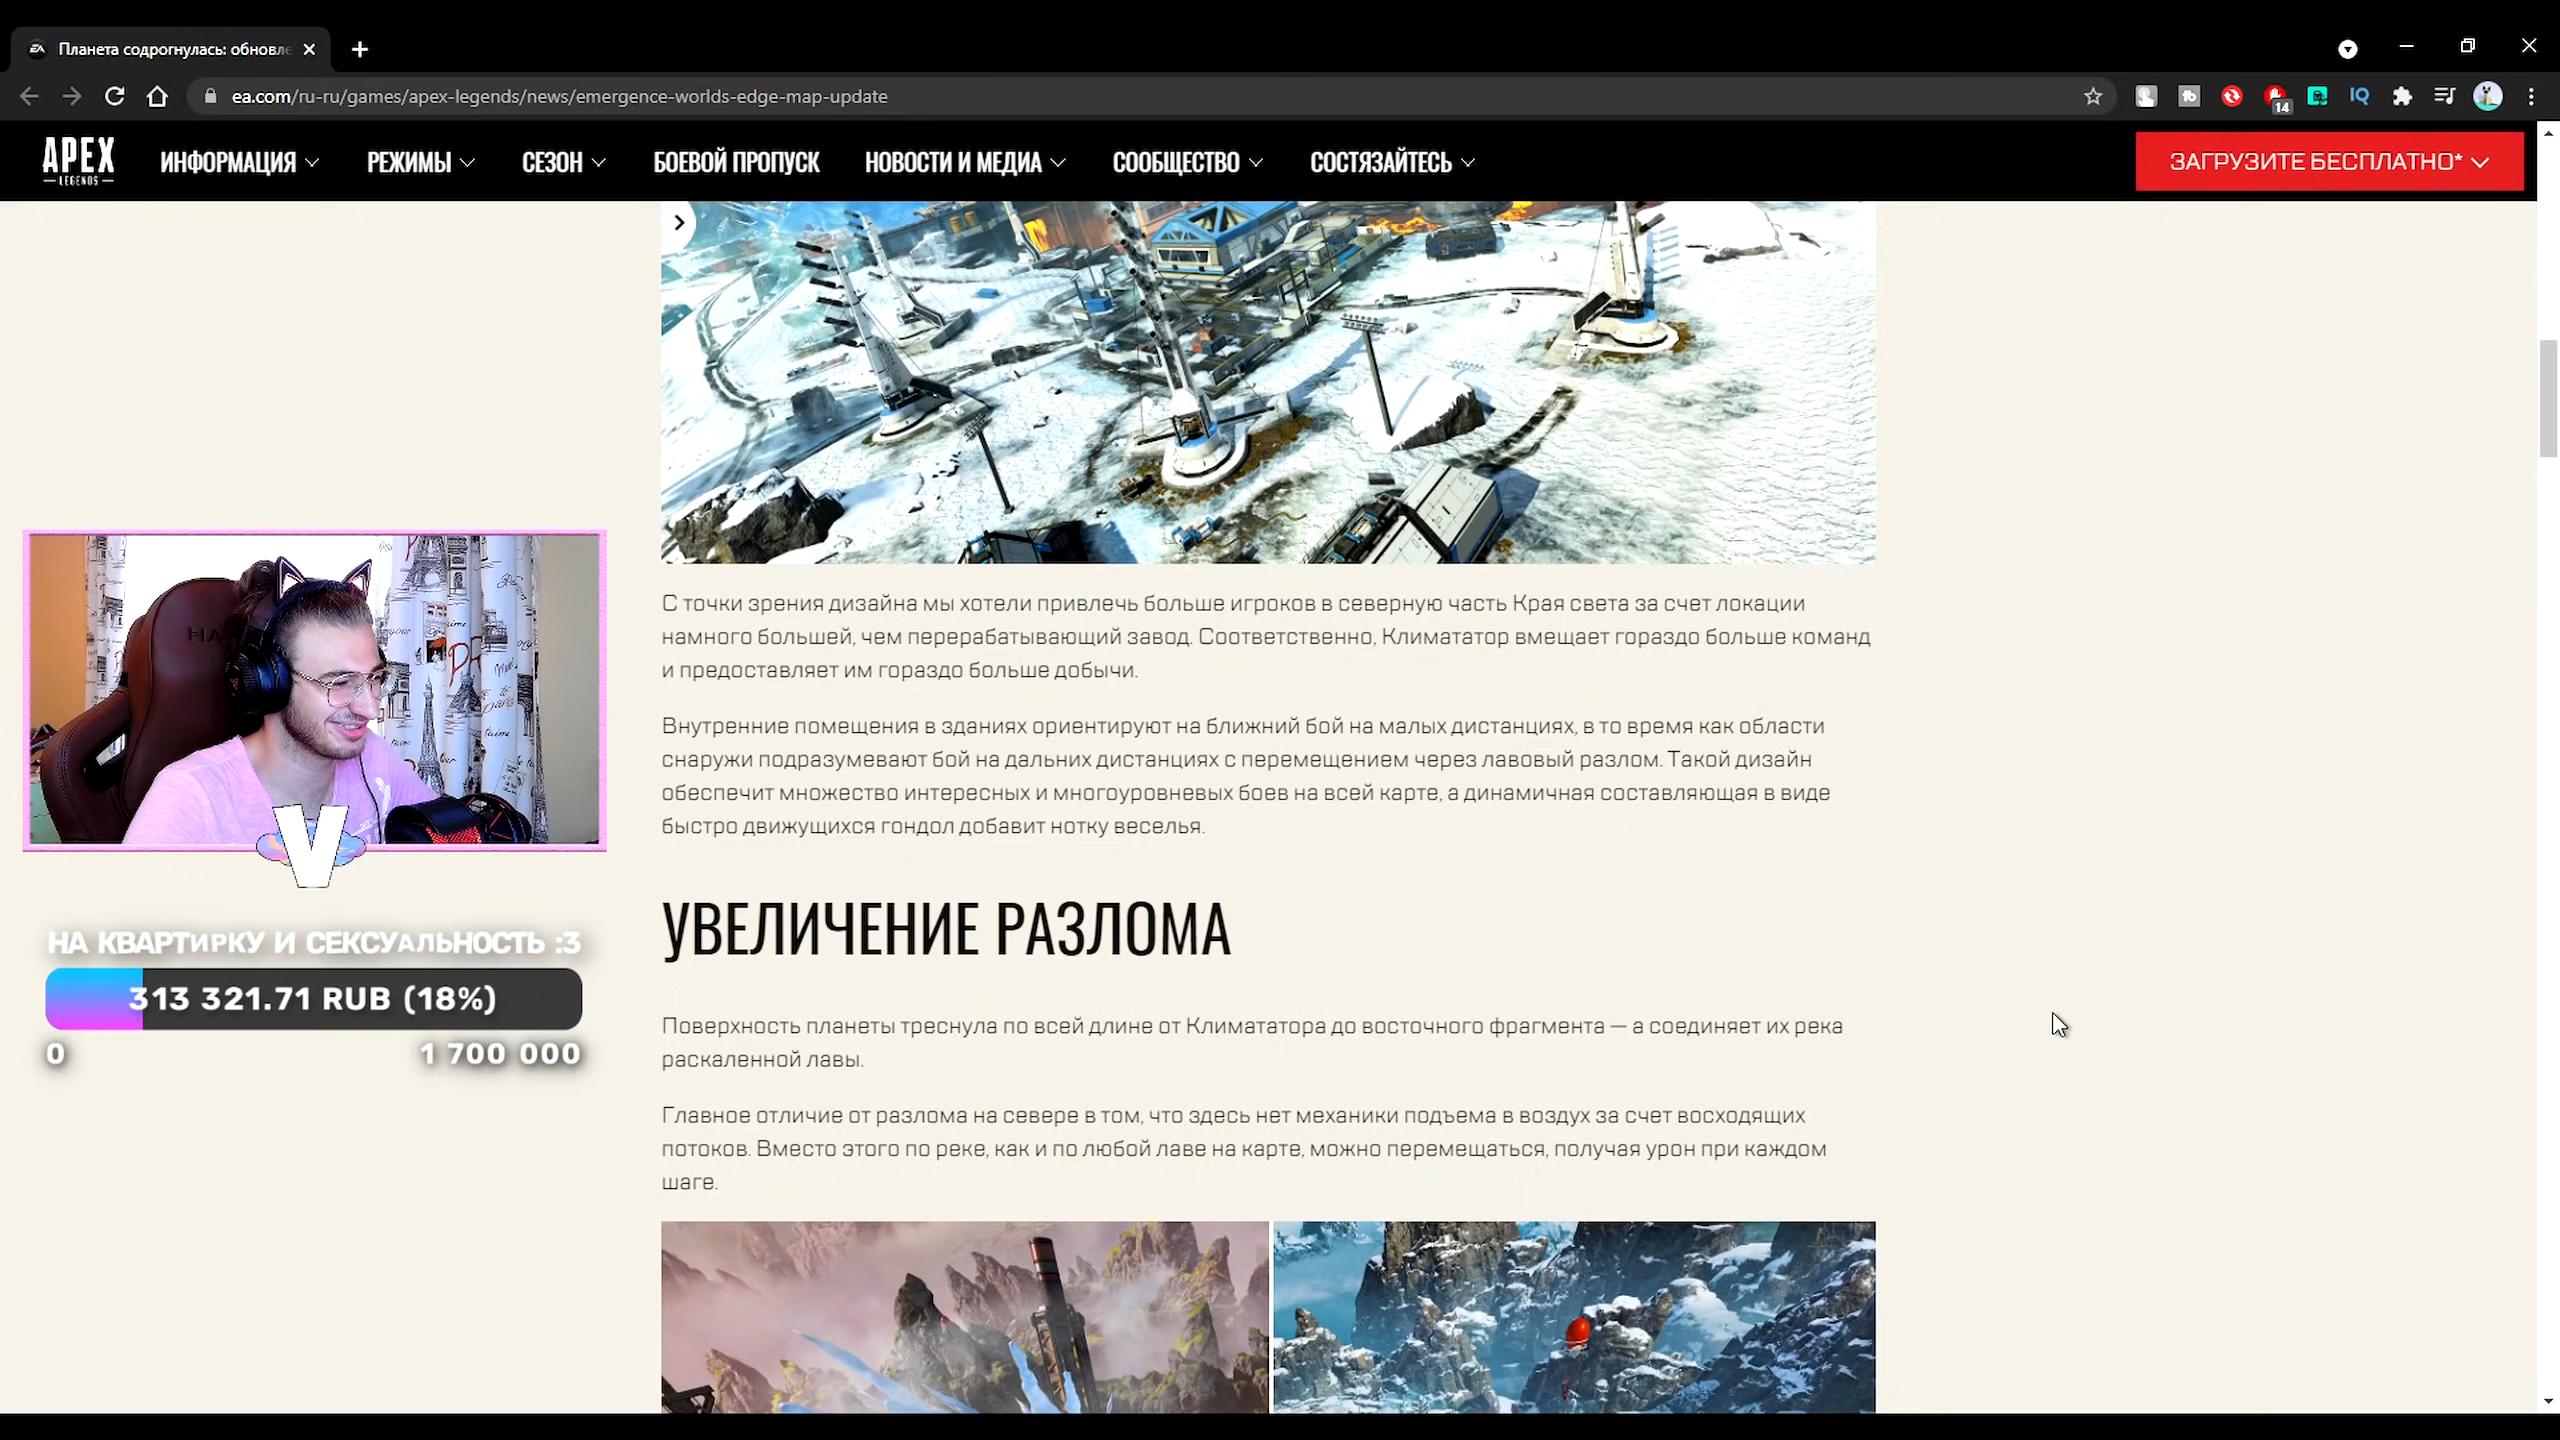 Планета содрогнулась: обновле
ea.com/ru-ru/games/apex-legends/news/emergence-worlds-edge-map-update
14
IQ
APEX
LEGENDS
ИНФОРМАЦИЯ
РЕЖИМЫ
СЕЗОН
БОЕВОЙ ПРОПУСК
НОВОСТИ И МЕДИА
СООБЩЕСТВО
СОСТЯЗАЙТЕСЬ
ЗАГРУЗИТЕ БЕСПЛАТНО*
С точки зрения дизайна мы хотели привлечь больше игроков в северную часть Края света за счет локации
намного большей, чем перерабатывающий завод. Соответственно, Климататор вмещает гораздо больше команд
и предоставляет им гораздо больше добычи.
Внутренние помещения в зданиях ориентируют на ближний бой на малых дистанциях, в то время как области
снаружи подразумевают бой на дальних дистанциях с перемещением через лавовый разлом. Такой дизайн
обеспечит множество интересных и многоуровневых боев на всей карте, а динамичная составляющая в виде
быстро движущихся гондол добавит нотку веселья.
V
НА КВАРТиРКУ И СЕКСУАЛЬНОСТЬ :3
313 321.71 RUB (18%)
0
1 700 000
УВЕЛИЧЕНИЕ РАЗЛОМА
Поверхность планеты треснула по всей длине от Климататора до восточного фрагмента — а соединяет их река
раскаленной лавы.
Главное отличие от разлома на севере в том, что здесь нет механики подъема в воздух за счет восходящих
потоков. Вместо этого по реке, как и по любой лаве на карте, можно перемещаться, получая урон при каждом
шаге.